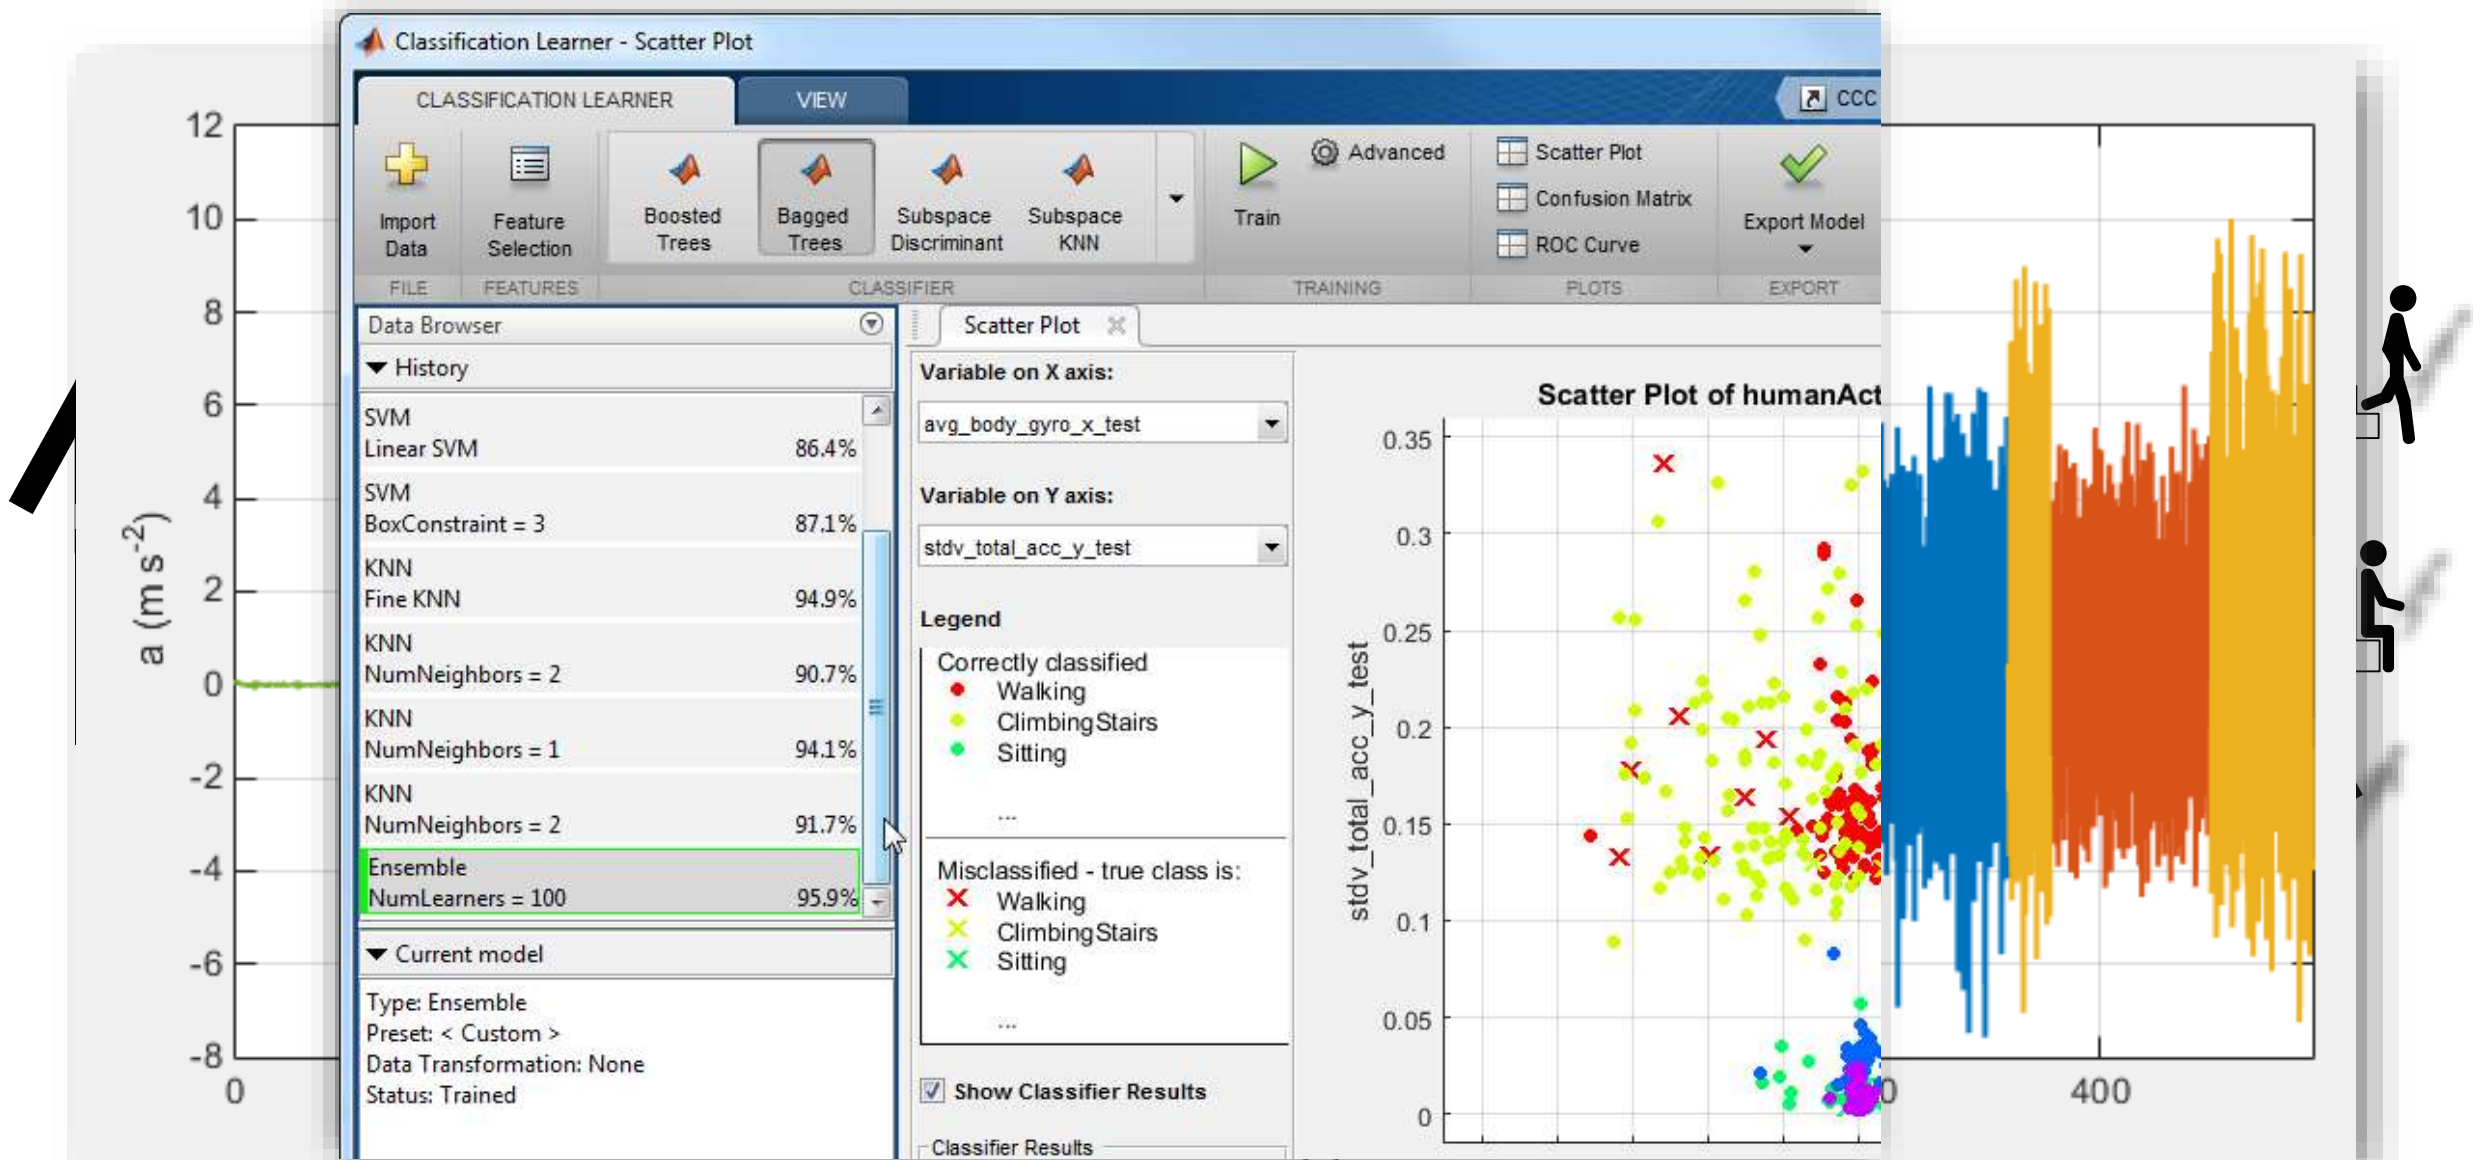 Classification Learner - Scatter Plot
CLASSIFICATION LEARNER
VIEW
CCC
Import
Data
Feature
Selection
Boosted
Trees
Bagged
Trees
Subspace
Discriminant
Subspace
KNN
Train
Advanced
Scatter Plot
Confusion Matrix
ROC Curve
Export Model
FILE
FEATURES
CLASSIFIER
TRAINING
PLOTS
EXPORT
Data Browser
History
SVM
Linear SVM 86.4%
SVM
BoxConstraint = 3 87.1%
KNN
Fine KNN 94.9%
KNN
NumNeighbors = 2 90.7%
KNN
NumNeighbors = 1 94.1%
KNN
NumNeighbors = 2 91.7%
Ensemble
NumLearners = 100 95.9%
Current model
Type: Ensemble
Preset: < Custom >
Data Transformation: None
Status: Trained
Scatter Plot
Variable on X axis:
avg_body_gyro_x_test
Variable on Y axis:
stdv_total_acc_y_test
Legend
Correctly classified
Walking
ClimbingStairs
Sitting
...
Misclassified - true class is:
Walking
ClimbingStairs
Sitting
...
Show Classifier Results
Classifier Results
Scatter Plot of humanAct
stdv_total_acc_y_test
0.35
0.3
0.25
0.2
0.15
0.1
0.05
0
a (m s-2)
12
10
8
6
4
2
0
-2
-4
-6
-8
0
0
400